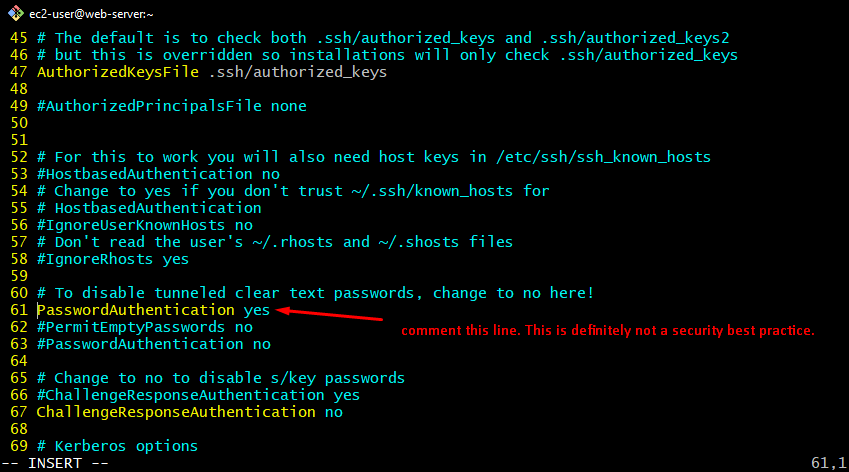 ec2-user@web-server:~
45 # The default is to check both .ssh/authorized_keys and .ssh/authorized_keys2
46 # but this is overridden so installations will only check .ssh/authorized_keys
47 AuthorizedKeysFile .ssh/authorized_keys
48
49 #AuthorizedPrincipalsFile none
50
51
52 # For this to work you will also need host keys in /etc/ssh/ssh_known_hosts
53 #HostbasedAuthentication no
54 # Change to yes if you don't trust ~/.ssh/known_hosts for
55 # HostbasedAuthentication
56 #IgnoreUserKnownHosts no
57 # Don't read the user's ~/.rhosts and ~/.shosts files
58 #IgnoreRhosts yes
59
60 # To disable tunneled clear text passwords, change to no here!
61 PasswordAuthentication yes
comment this line. This is definitely not a security best practice.
62 #PermitEmptyPasswords no
63 #PasswordAuthentication no
64
65 # Change to no to disable s/key passwords
66 #ChallengeResponseAuthentication yes
67 ChallengeResponseAuthentication no
68
69 # Kerberos options
-- INSERT -- 61,1